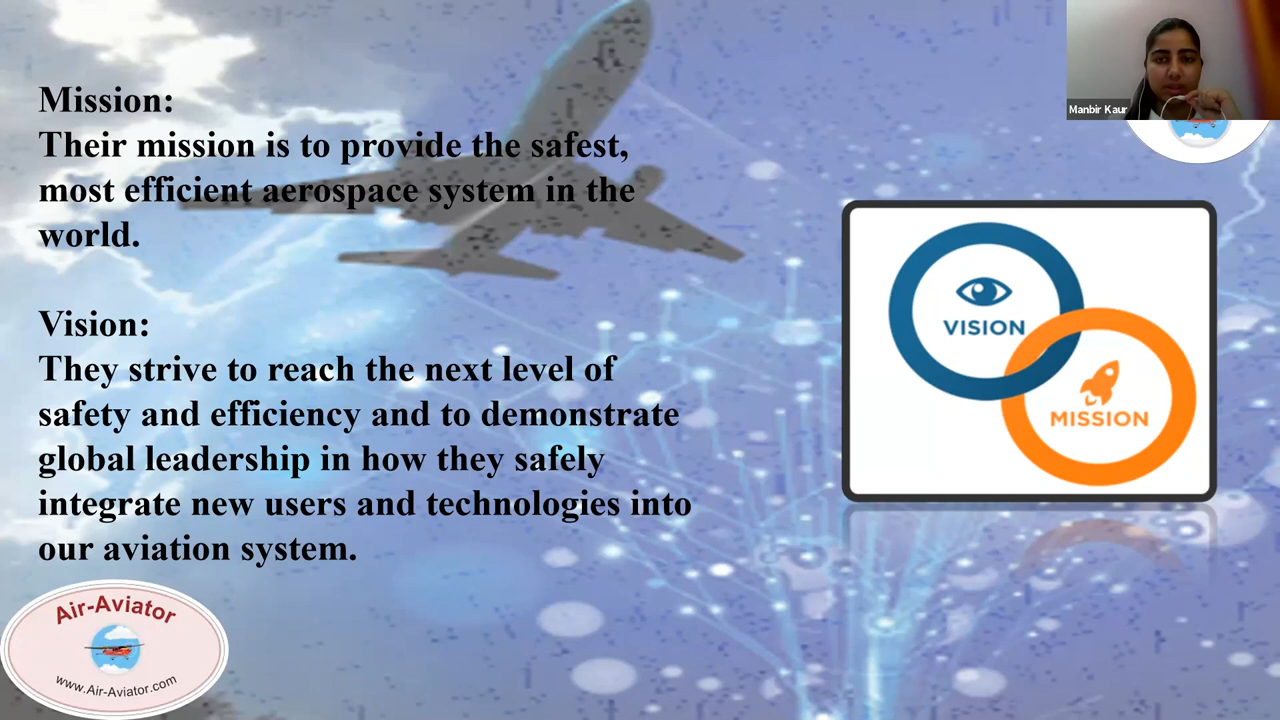 Mission:
Their mission is to provide the safest,
most efficient aerospace system in the
world.
Vision:
They strive to reach the next level of
safety and efficiency and to demonstrate
global leadership in how they safely
integrate new users and technologies into
our aviation system.
Manbir Kaur
VISION
MISSION
Air-Aviator
www.Air-Aviator.com